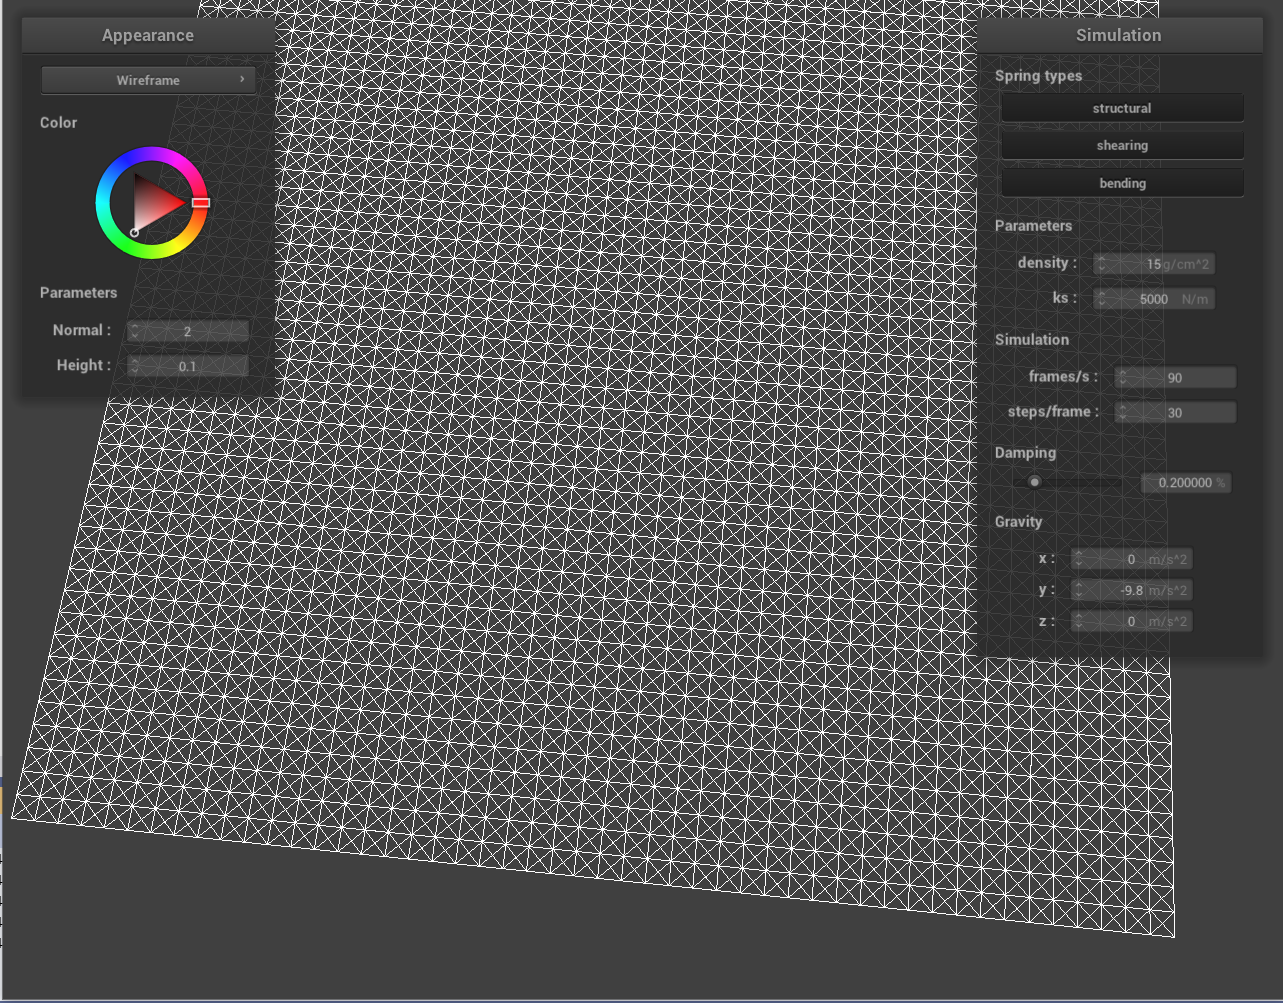 Appearance
Wireframe
Color
Parameters
Normal :
2
Height :
0.1
Simulation
Spring types
structural
shearing
bending
Parameters
density :
15 g/cm^2
ks :
5000 N/m
Simulation
frames/s :
90
steps/frame :
30
Damping
0.200000 %
Gravity
x :
0 m/s^2
y :
-9.8 m/s^2
z :
0 m/s^2